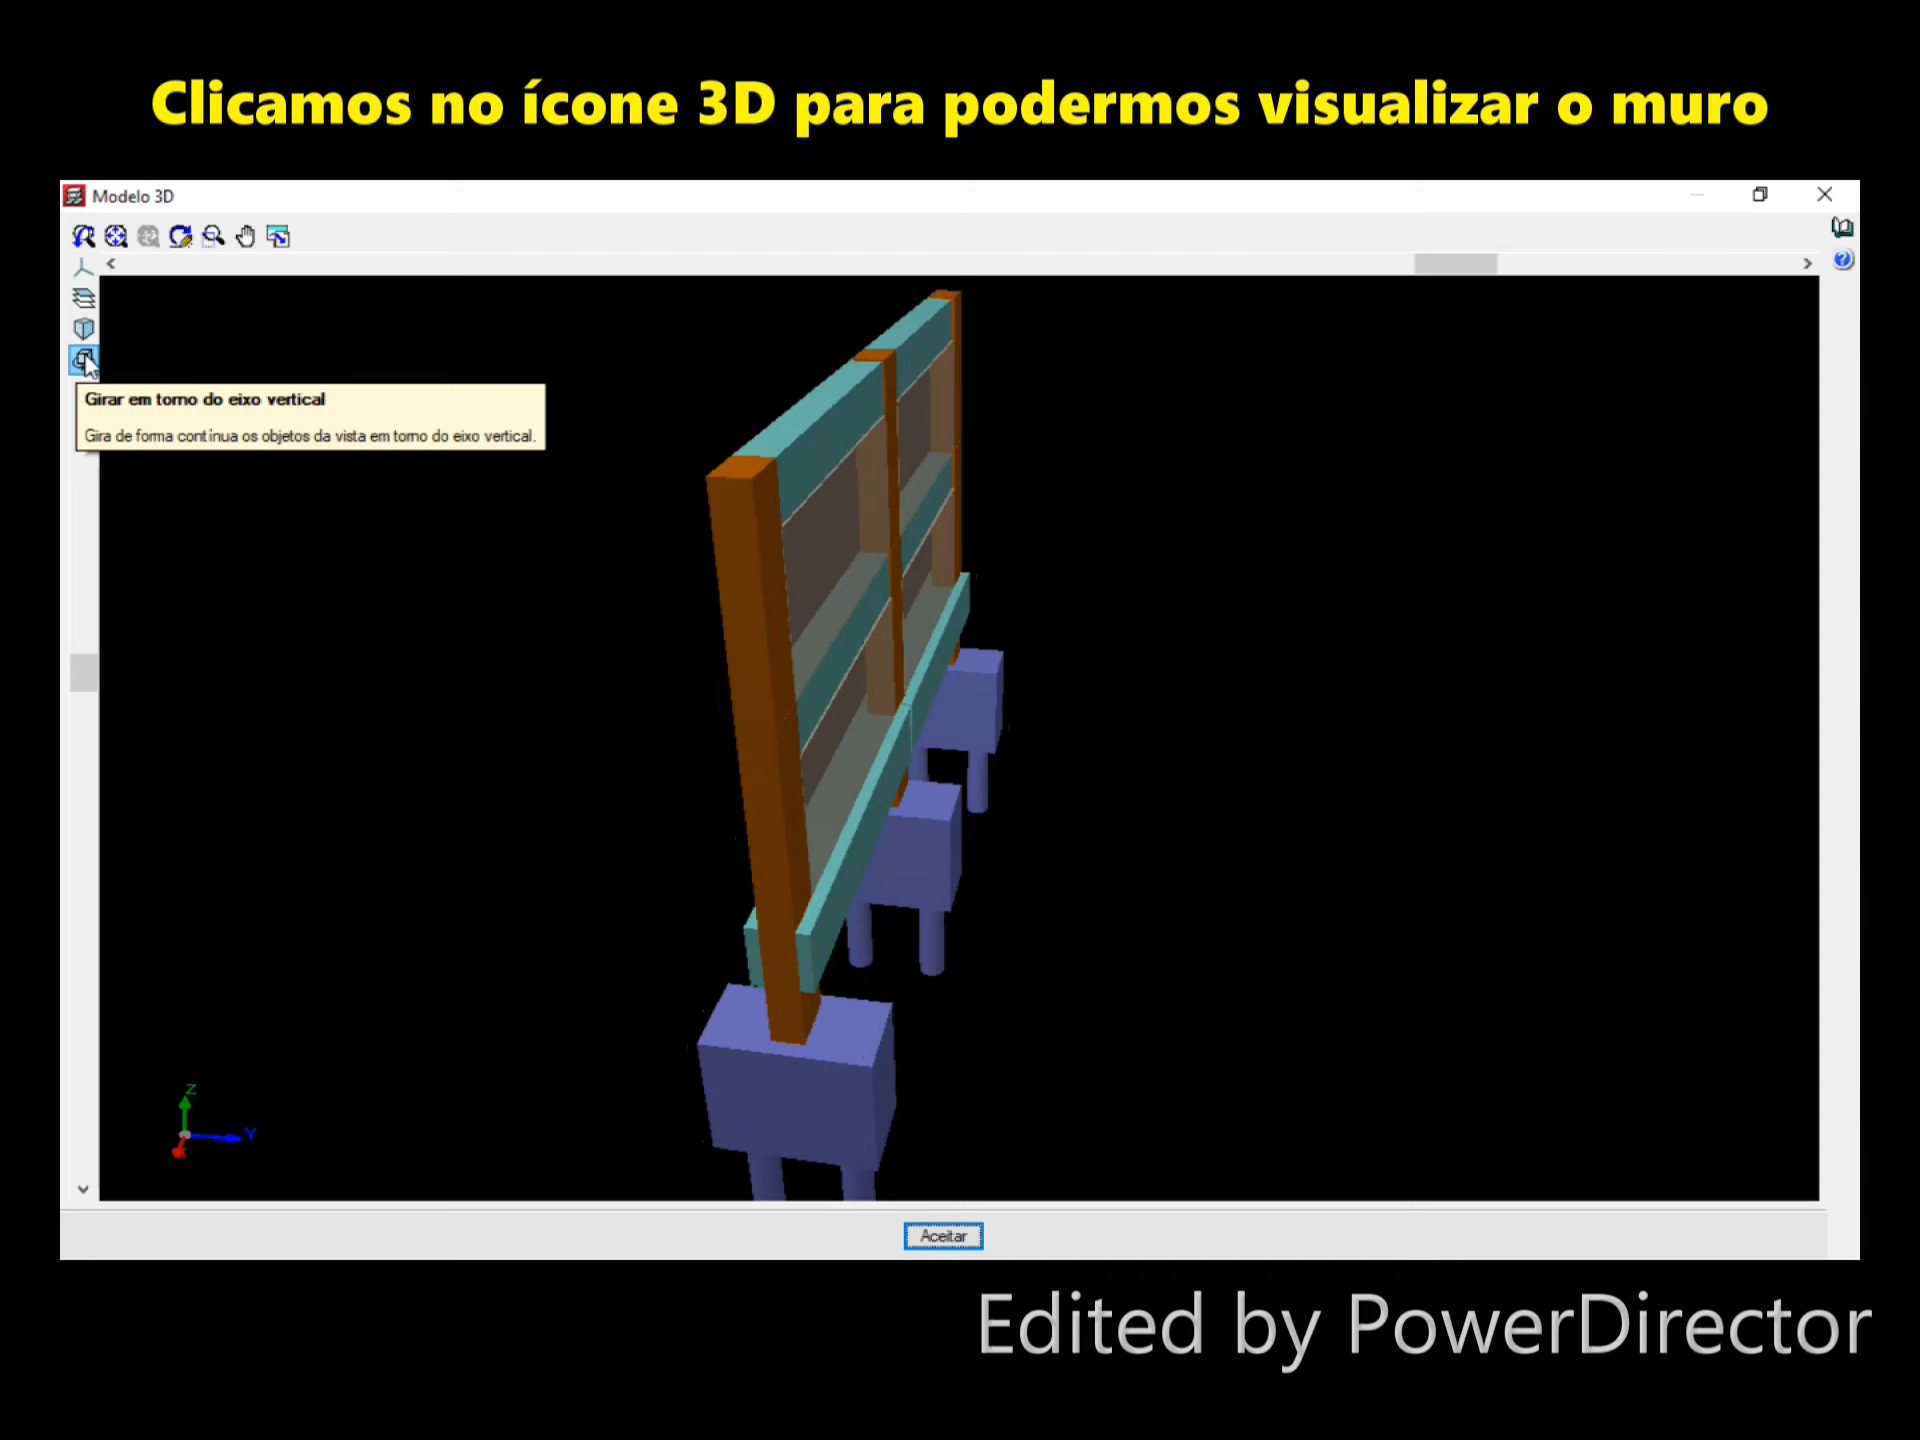 Clicamos no ícone 3D para podermos visualizar o muro
Modelo 3D
Girar em torno do eixo vertical
Gira de forma contínua os objetos da vista em torno do eixo vertical.
Z
Y
Aceitar
Edited by PowerDirector